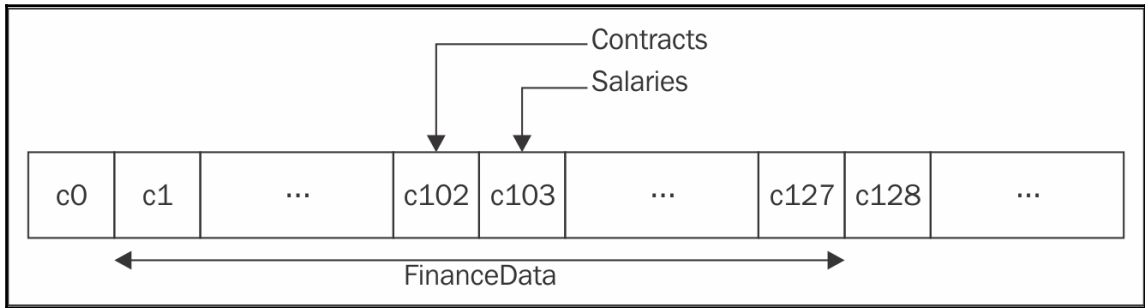 Contracts
Salaries
c0 c1 ... c102 c103 ... c127 c128 ...
FinanceData